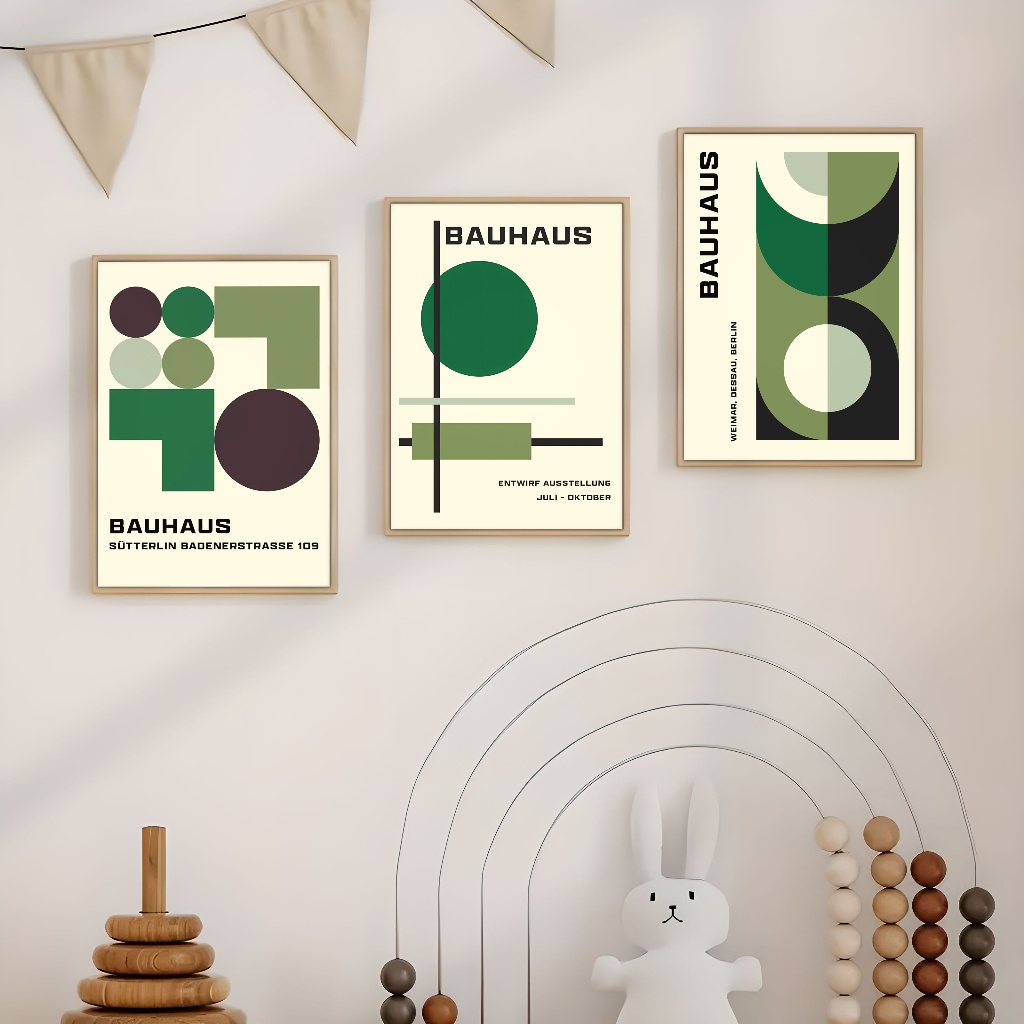 BAUHAUS
SÜTTERLIN BADENERSTRASSE 109
BAUHAUS
ENTWIRF AUSSTELLUNG
JULI - OKTOBER
BAUHAUS
WEIMAR, DESSAU, BERLIN